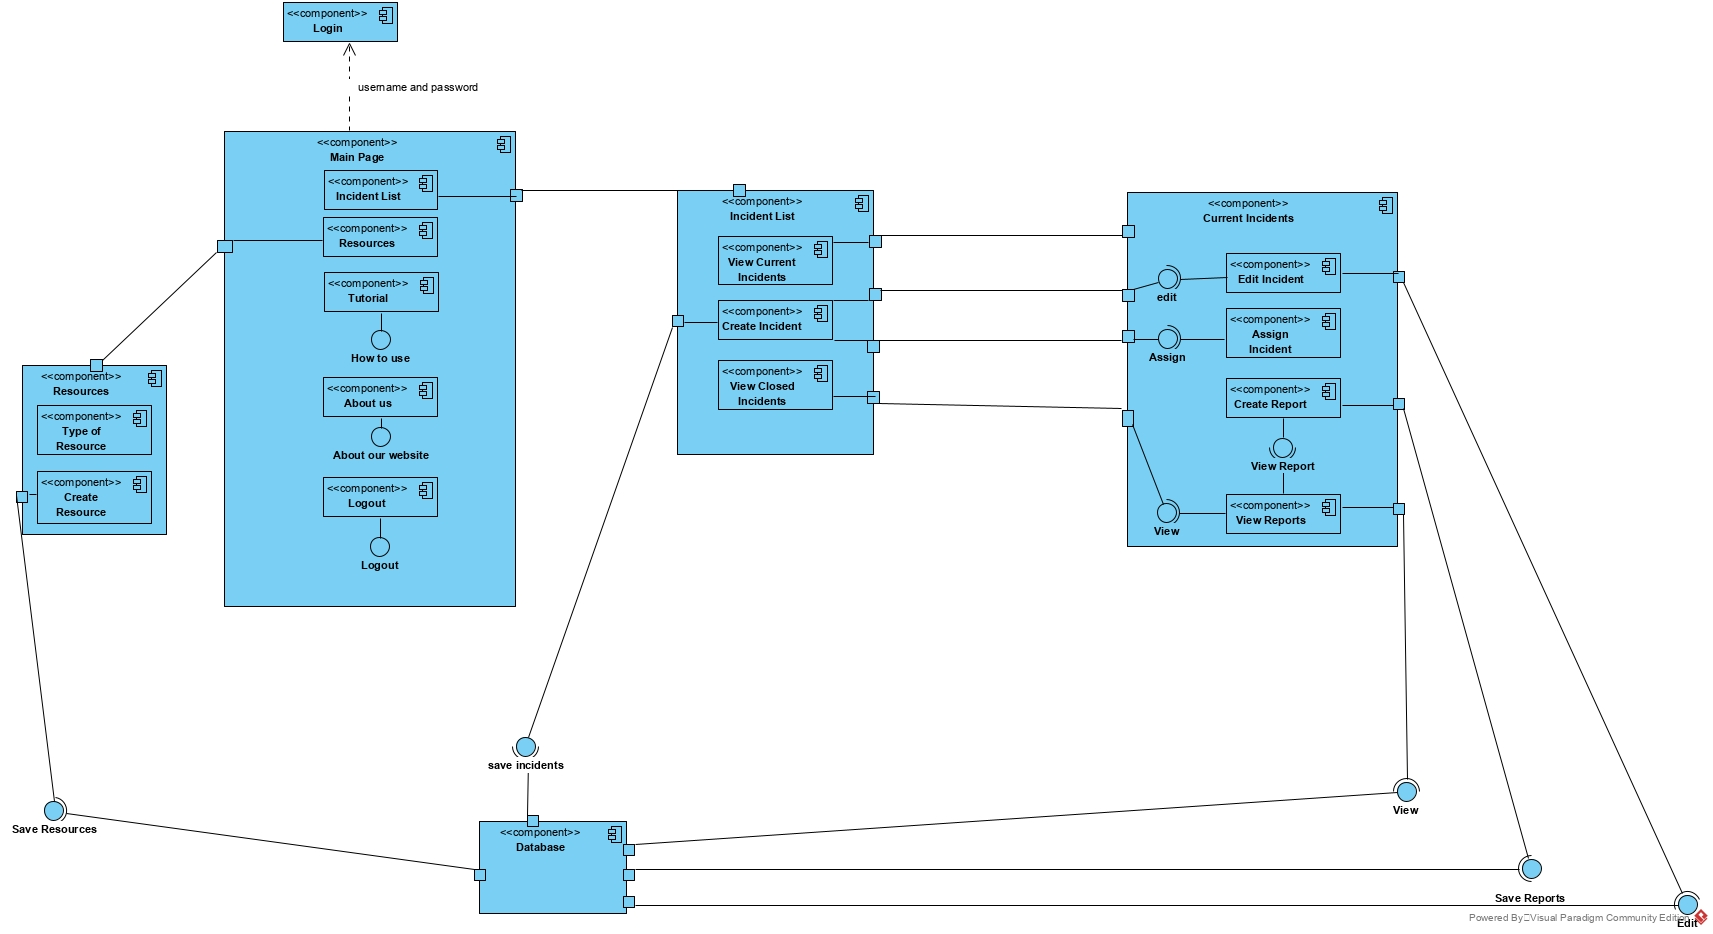 <<component>>
Login
username and password
<<component>>
Main Page
<<component>>
Incident List
<<component>>
Resources
<<component>>
Tutorial
How to use
<<component>>
About us
About our website
<<component>>
Logout
Logout
<<component>>
Resources
<<component>>
Type of
Resource
<<component>>
Create
Resource
<<component>>
Incident List
<<component>>
View Current
Incidents
<<component>>
Create Incident
<<component>>
View Closed
Incidents
<<component>>
Current Incidents
<<component>>
Edit Incident
edit
<<component>>
Assign
Incident
Assign
<<component>>
Create Report
View Report
<<component>>
View Reports
View
save incidents
Save Resources
<<component>>
Database
View
Save Reports
Edit
Powered By Visual Paradigm Community Edition